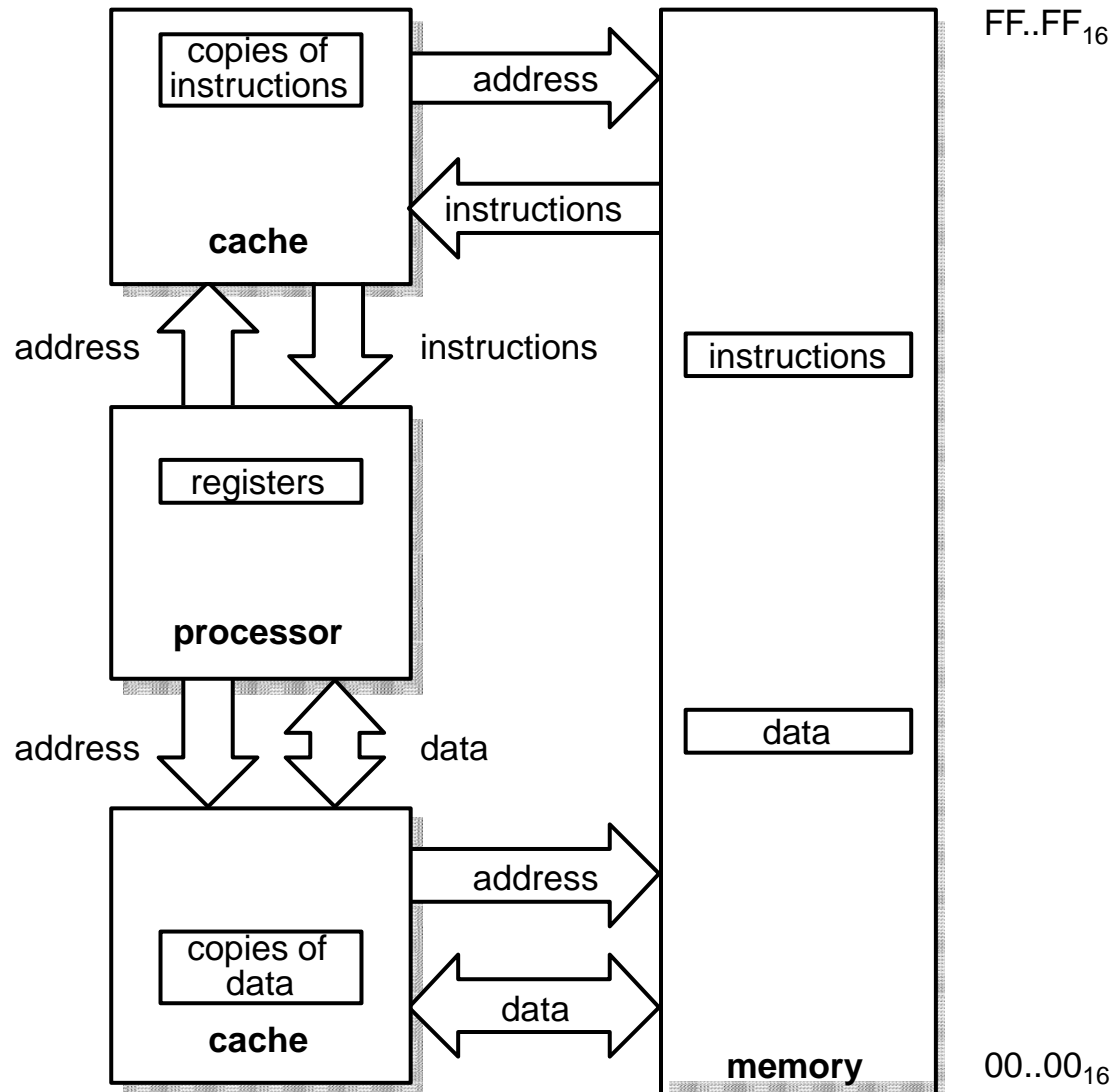 FF..FF₁₆
copies of
instructions
address
instructions
cache
address
instructions
instructions
registers
processor
data
address
data
address
copies of
data
data
cache
memory
00..00₁₆